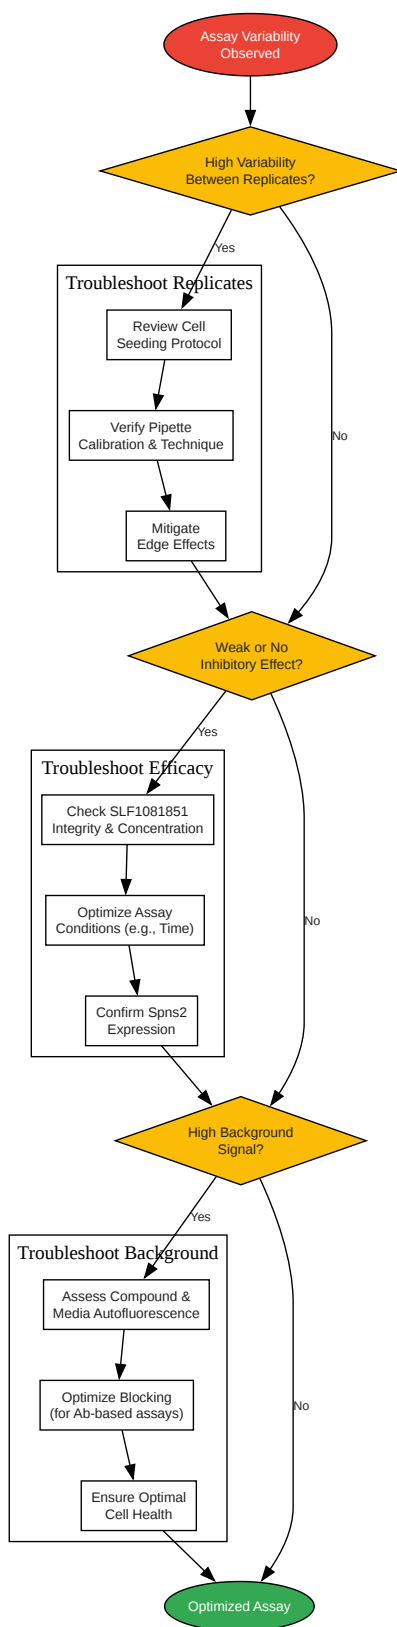 Assay Variability
Observed
High Variability
Between Replicates?
Yes
Troubleshoot Replicates
Review Cell
Seeding Protocol
Verify Pipette
Calibration & Technique
No
Mitigate
Edge Effects
Weak or No
Inhibitory Effect?
Yes
Troubleshoot Efficacy
Check SLF1081851
Integrity & Concentration
Optimize Assay
Conditions (e.g., Time)
No
Confirm Spns2
Expression
High Background
Signal?
Yes
Troubleshoot Background
Assess Compound &
Media Autofluorescence
Optimize Blocking
(for Ab-based assays)
No
Ensure Optimal
Cell Health
Optimized Assay